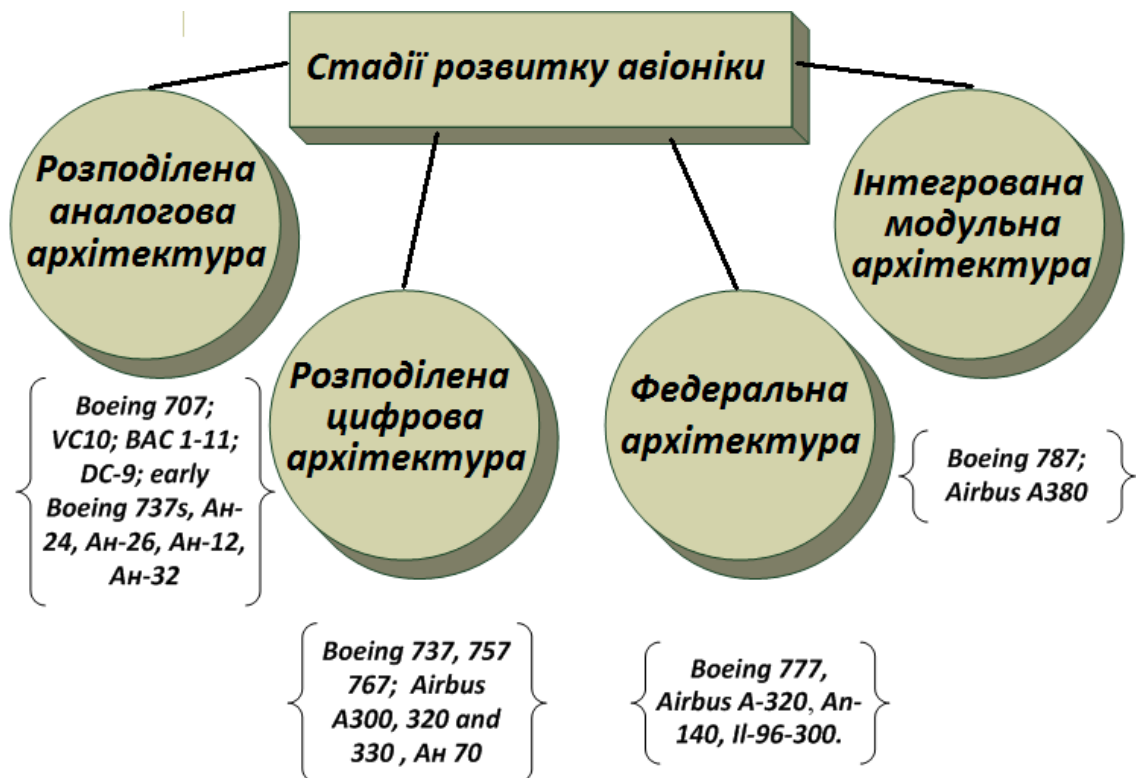 Стадії розвитку авіоніки
Розподілена
аналогова
архітектура
Boeing 707;
VC10; BAC 1-11;
DC-9; early
Boeing 737s, Ан-
24, Ан-26, Ан-12,
Ан-32
Розподілена
цифрова
архітектура
Boeing 737, 757
767; Airbus
A300, 320 and
330 , Ан 70
Федеральна
архітектура
Boeing 777,
Airbus A-320, An-
140, Il-96-300.
Інтегрована
модульна
архітектура
Boeing 787;
Airbus A380